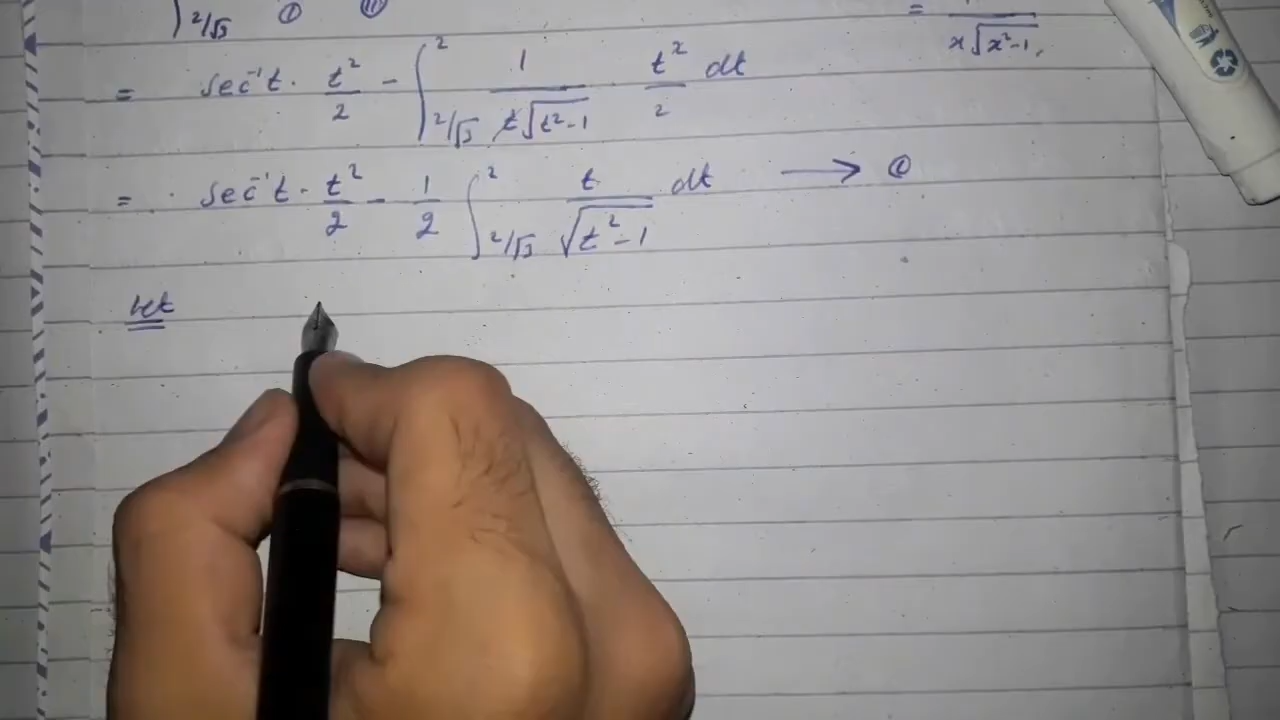 ∫_{2/√3} ① ⑪
= 1/(x√(x²-1))
= sec⁻¹t · t²/2 - ∫_{2/√3}^{2} 1/(t√(t²-1)) t²/2 dt
= · sec⁻¹t · t²/2 - 1/2 ∫_{2/√3}^{2} t/√(t²-1) dt → @
let